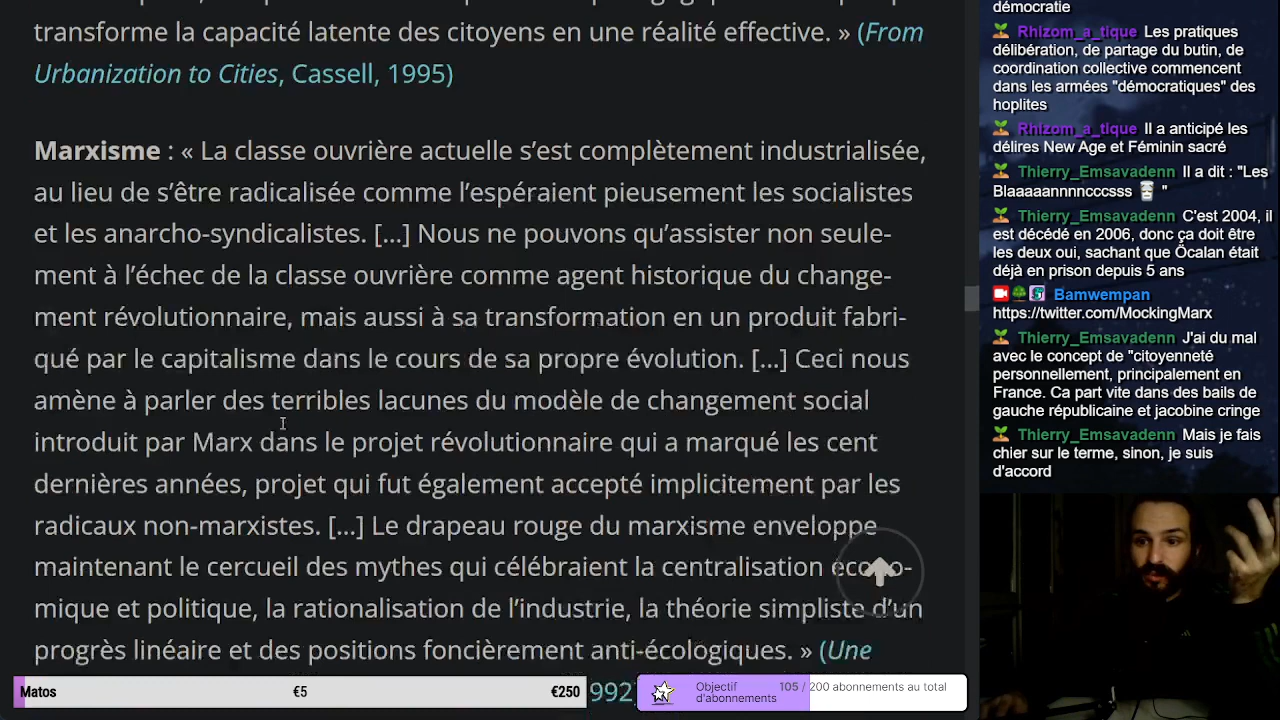 transforme la capacité latente des citoyens en une réalité effective. » (From
Urbanization to Cities, Cassell, 1995)
Marxisme : « La classe ouvrière actuelle s’est complètement industrialisée,
au lieu de s’être radicalisée comme l’espéraient pieusement les socialistes
et les anarcho-syndicalistes. […] Nous ne pouvons qu’assister non seule-
ment à l’échec de la classe ouvrière comme agent historique du change-
ment révolutionnaire, mais aussi à sa transformation en un produit fabri-
qué par le capitalisme dans le cours de sa propre évolution. […] Ceci nous
amène à parler des terribles lacunes du modèle de changement social
introduit par Marx dans le projet révolutionnaire qui a marqué les cent
dernières années, projet qui fut également accepté implicitement par les
radicaux non-marxistes. […] Le drapeau rouge du marxisme enveloppe
maintenant le cercueil des mythes qui célébraient la centralisation écono-
mique et politique, la rationalisation de l’industrie, la théorie simpliste d’un
progrès linéaire et des positions foncièrement anti-écologiques. » (Une
992
Matos €5 €250
Objectif
d'abonnements
105 / 200 abonnements au total
démocratie
Rhizom_a_tique Les pratiques
délibération, de partage du butin, de
coordination collective commencent
dans les armées "démocratiques" des
hoplites
Rhizom_a_tique Il a anticipé les
délires New Age et Féminin sacré
Thierry_Emsavadenn Il a dit : "Les
Blaaaaannnncccsss "
Thierry_Emsavadenn C'est 2004, il
est décédé en 2006, donc ça doit être
les deux oui, sachant que Öcalan était
déjà en prison depuis 5 ans
Bamwempan
https://twitter.com/MockingMarx
Thierry_Emsavadenn J'ai du mal
avec le concept de "citoyenneté
personnellement, principalement en
France. Ca part vite dans des bails de
gauche républicaine et jacobine cringe
Thierry_Emsavadenn Mais je fais
chier sur le terme, sinon, je suis
d'accord